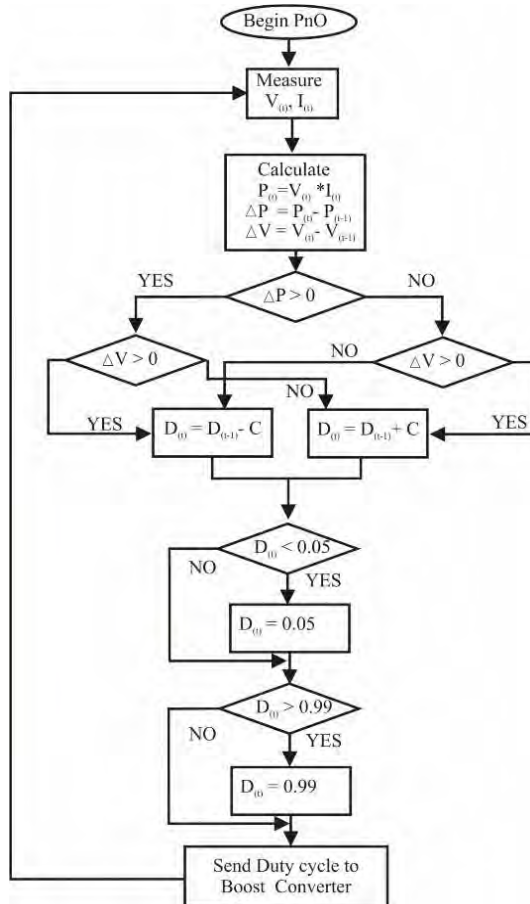 Begin PnO
Measure
V₍ₜ₎, I₍ₜ₎
Calculate
P₍ₜ₎=V₍ₜ₎ *I₍ₜ₎
△P = P₍ₜ₎- P₍ₜ₋₁₎
△V = V₍ₜ₎- V₍ₜ₋₁₎
YES
△P > 0
NO
△V > 0
NO
△V > 0
NO
YES
D₍ₜ₎ = D₍ₜ₋₁₎- C
D₍ₜ₎ = D₍ₜ₋₁₎+ C
YES
D₍ₜ₎ < 0.05
NO
YES
D₍ₜ₎ = 0.05
D₍ₜ₎ > 0.99
NO
YES
D₍ₜ₎ = 0.99
Send Duty cycle to
Boost Converter